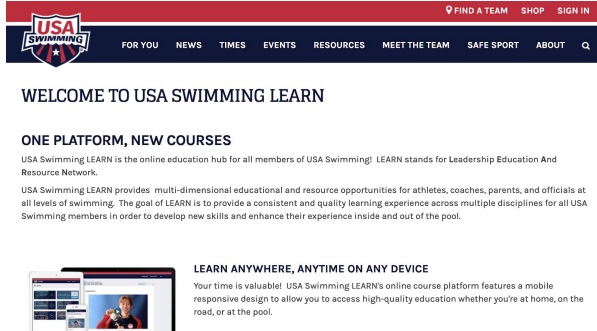 FIND A TEAM SHOP SIGN IN
USA
SWIMMING
FOR YOU NEWS TIMES EVENTS RESOURCES MEET THE TEAM SAFE SPORT ABOUT
WELCOME TO USA SWIMMING LEARN
ONE PLATFORM, NEW COURSES
USA Swimming LEARN is the online education hub for all members of USA Swimming! LEARN stands for Leadership Education And
Resource Network.
USA Swimming LEARN provides multi-dimensional educational and resource opportunities for athletes, coaches, parents, and officials at
all levels of swimming. The goal of LEARN is to provide a consistent and quality learning experience across multiple disciplines for all USA
Swimming members in order to develop new skills and enhance their experience inside and out of the pool.
LEARN ANYWHERE, ANYTIME ON ANY DEVICE
Your time is valuable! USA Swimming LEARN's online course platform features a mobile
responsive design to allow you to access high-quality education whether you're at home, on the
road, or at the pool.